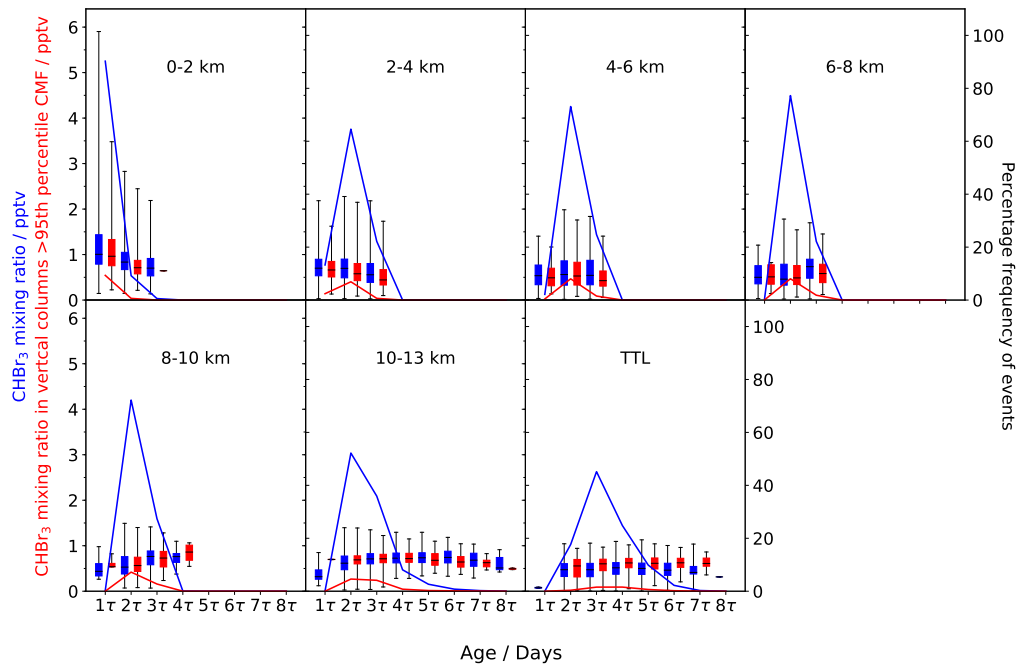 CHBr₃ mixing ratio / pptv
CHBr₃ mixing ratio in vertcal columns >95th percentile CMF / pptv
6
5
4
3
2
1
0
0-2 km
2-4 km
4-6 km
6-8 km
100
80
60
40
20
0
6
5
4
3
2
1
0
8-10 km
10-13 km
TTL
100
80
60
40
20
0
Percentage frequency of events
1τ 2τ 3τ 4τ 5τ 6τ 7τ 8τ
1τ 2τ 3τ 4τ 5τ 6τ 7τ 8τ
1τ 2τ 3τ 4τ 5τ 6τ 7τ 8τ
Age / Days